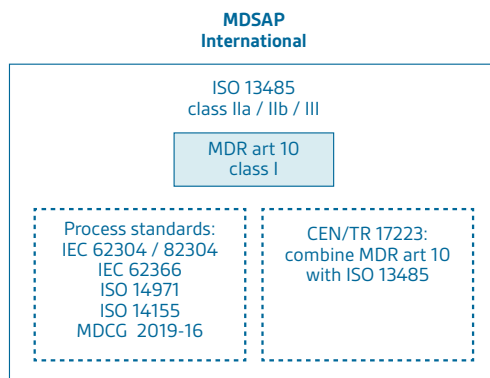 MDSAP
International
ISO 13485
class IIa / IIb / III
MDR art 10
class I
Process standards:
IEC 62304 / 82304
IEC 62366
ISO 14971
ISO 14155
MDCG 2019-16
CEN/TR 17223:
combine MDR art 10
with ISO 13485